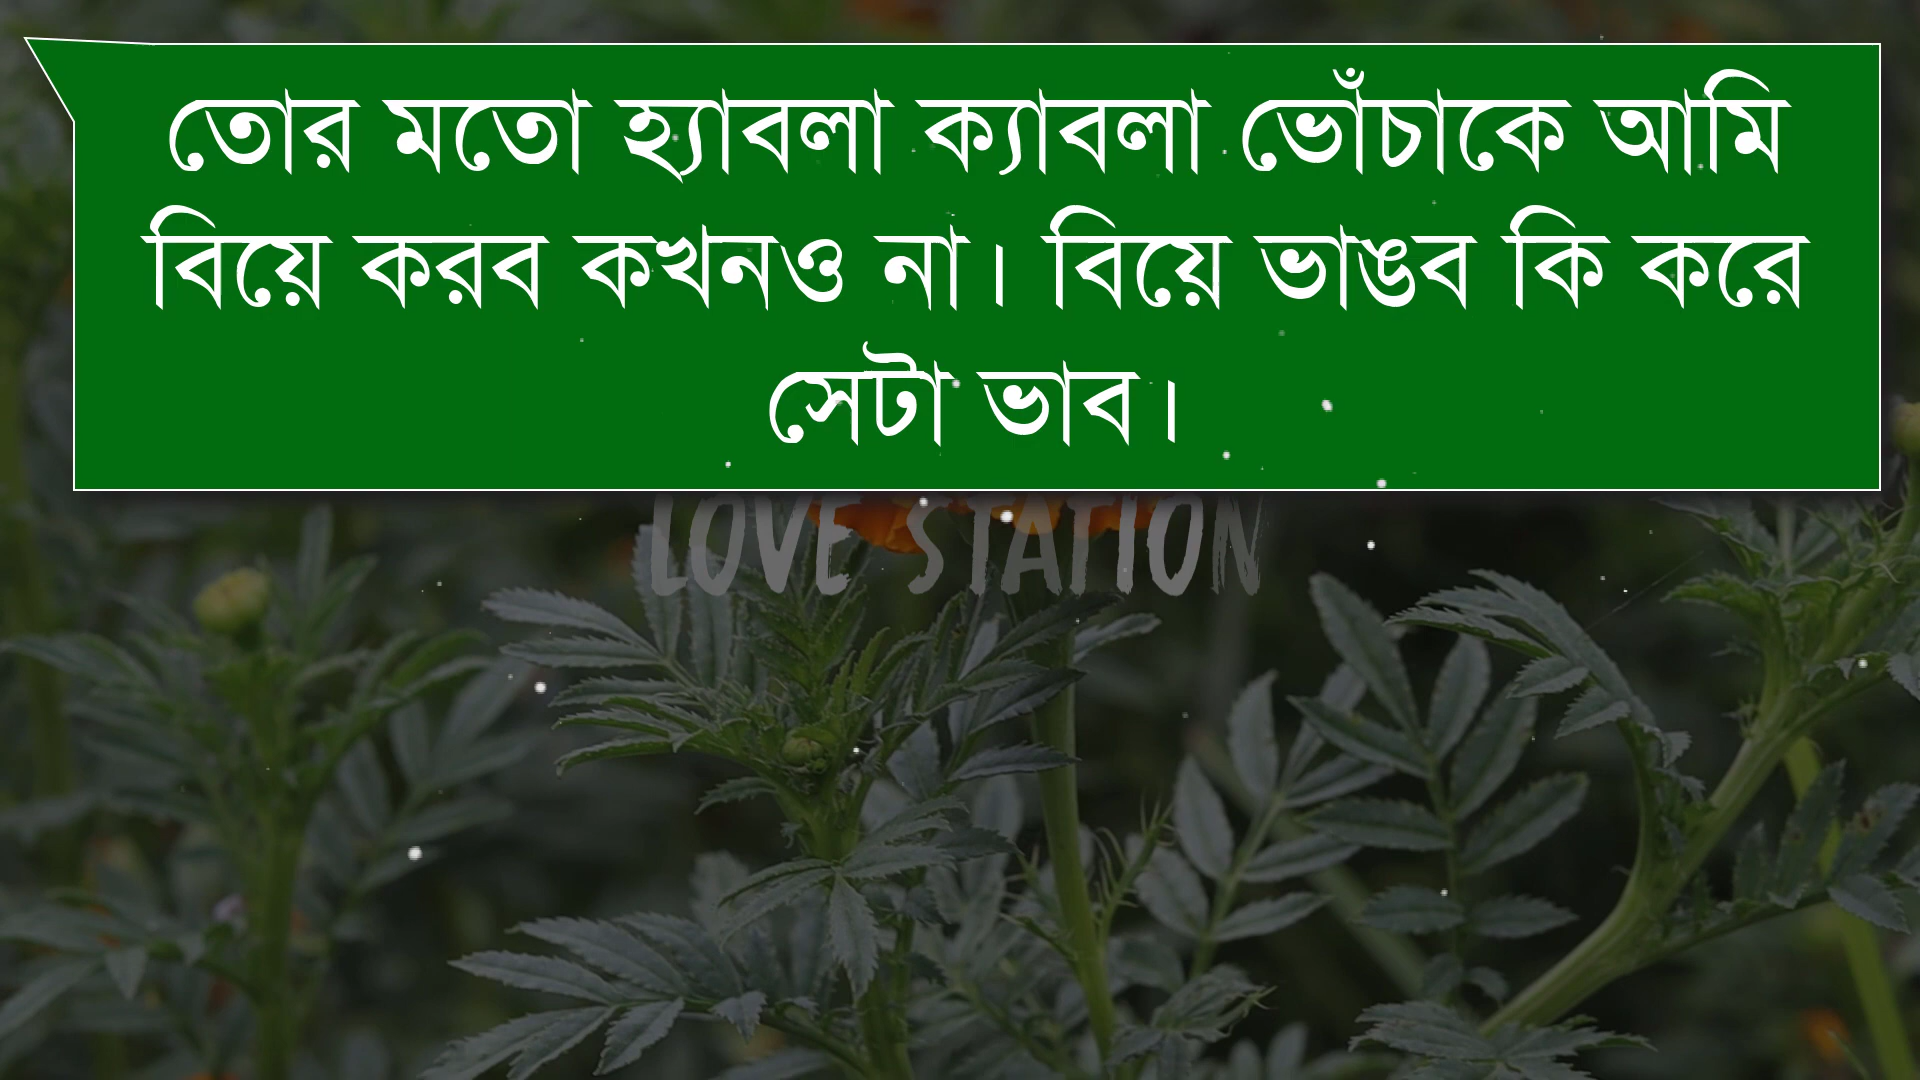 তোর মতো হ্যাবলা ক্যাবলা ভোঁচাকে আমি
বিয়ে করব কখনও না। বিয়ে ভাঙব কি করে
সেটা ভাব।
LOVE STATION